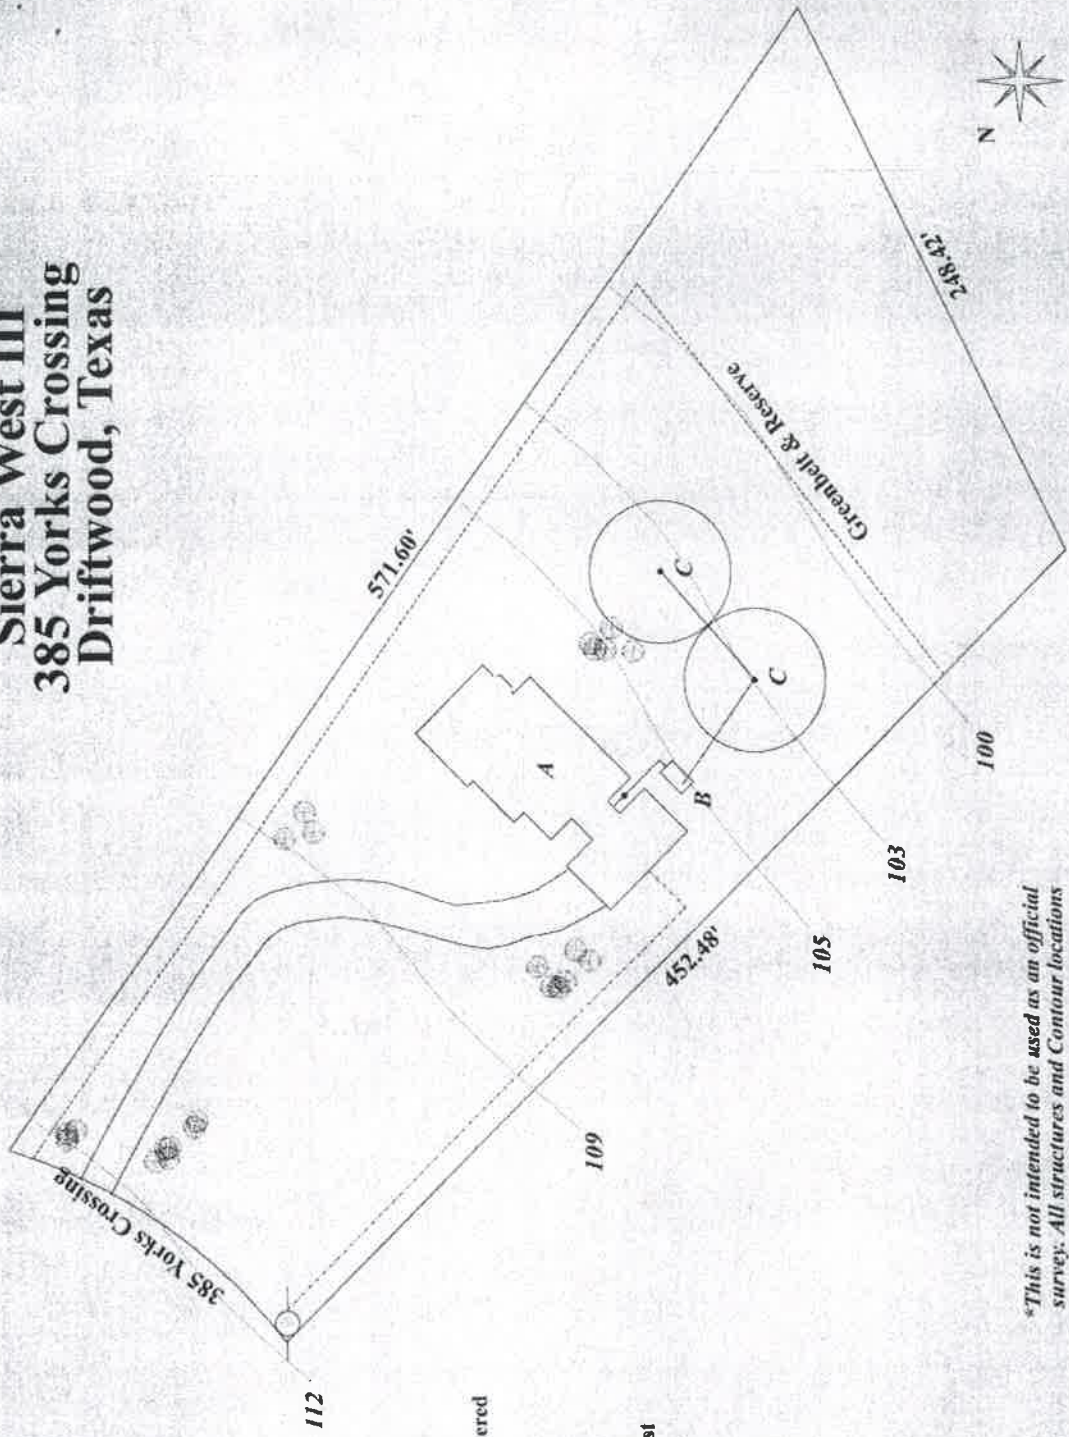 Sierra West III
385 Yorks Crossing
Driftwood, Texas
571.60'
248.42'
Greenbelt & Reserve
N
385 Yorks Crossing
A
B
C
C
452.48'
112
109
105
103
100
ered
st
*This is not intended to be used as an official
survey. All structures and Contour locations